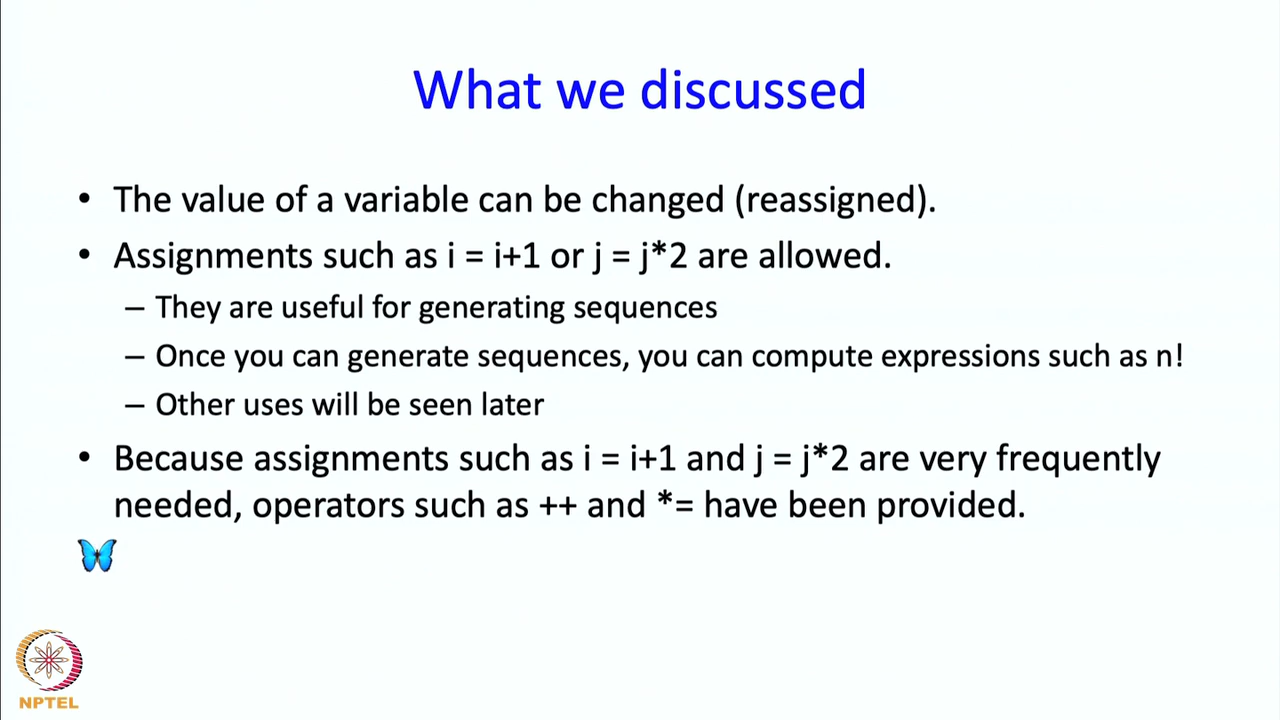 What we discussed
• The value of a variable can be changed (reassigned).
• Assignments such as i = i+1 or j = j*2 are allowed.
– They are useful for generating sequences
– Once you can generate sequences, you can compute expressions such as n!
– Other uses will be seen later
• Because assignments such as i = i+1 and j = j*2 are very frequently
needed, operators such as ++ and *= have been provided.
NPTEL